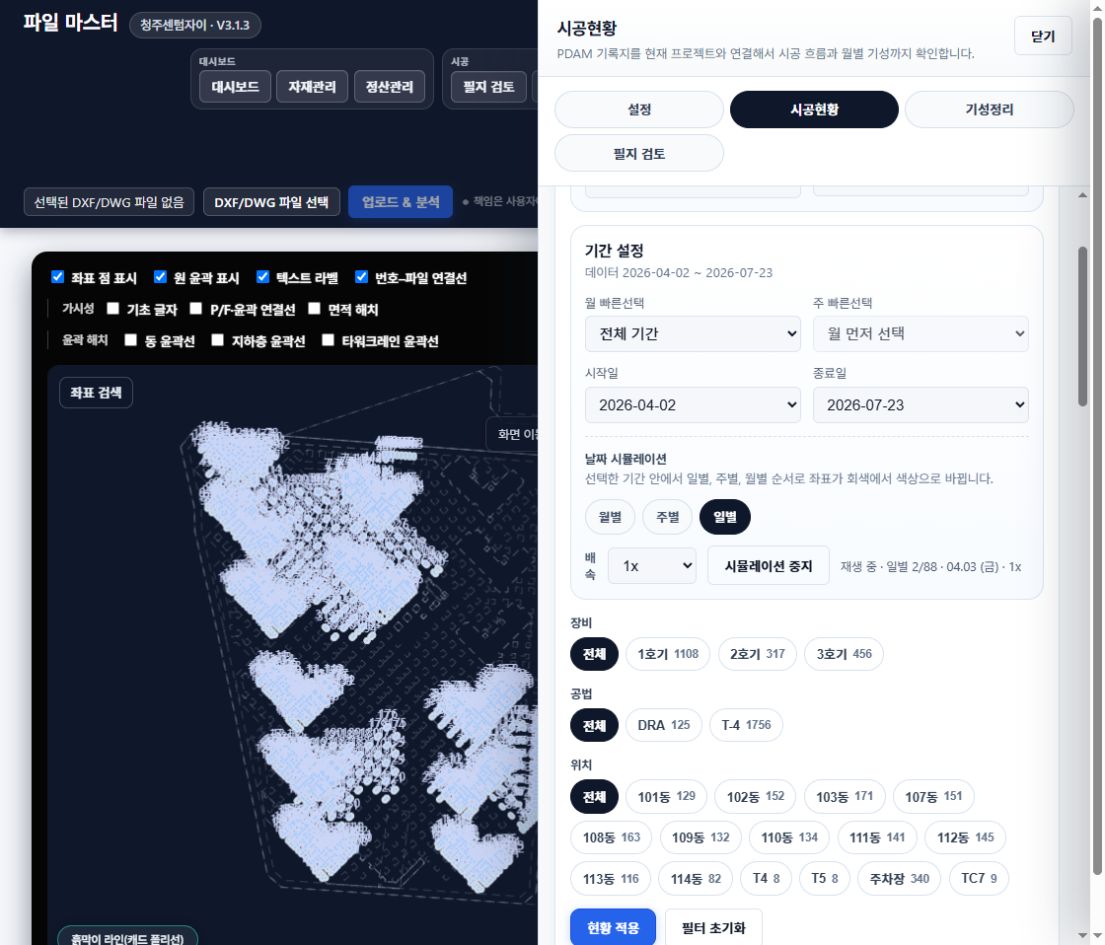 파일 마스터 청주센텀자이 · V3.1.3
대시보드
대시보드 자재관리 정산관리
시공
필지 검토
선택된 DXF/DWG 파일 없음 DXF/DWG 파일 선택 업로드 & 분석 ● 책임은 사용자
좌표 점 표시 원 윤곽 표시 텍스트 라벨 번호–파일 연결선
가시성 기초 글자 P/F·윤곽 연결선 면적 해치
윤곽 해치 동 윤곽선 지하층 윤곽선 타워크레인 윤곽선
좌표 검색
화면 이동
흙막이 라인(캐드 폴리선)
시공현황
PDAM 기록지를 현재 프로젝트와 연결해서 시공 흐름과 월별 기성까지 확인합니다.
닫기
설정 시공현황 기성정리
필지 검토
기간 설정
데이터 2026-04-02 ~ 2026-07-23
월 빠른선택 주 빠른선택
전체 기간 월 먼저 선택
시작일 종료일
2026-04-02 2026-07-23
날짜 시뮬레이션
선택한 기간 안에서 일별, 주별, 월별 순서로 좌표가 회색에서 색상으로 바뀝니다.
월별 주별 일별
배속 1x 시뮬레이션 중지 재생 중 · 일별 2/88 · 04.03 (금) · 1x
장비
전체 1호기 1108 2호기 317 3호기 456
공법
전체 DRA 125 T-4 1756
위치
전체 101동 129 102동 152 103동 171 107동 151
108동 163 109동 132 110동 134 111동 141 112동 145
113동 116 114동 82 T4 8 T5 8 주차장 340 TC7 9
현황 적용 필터 초기화